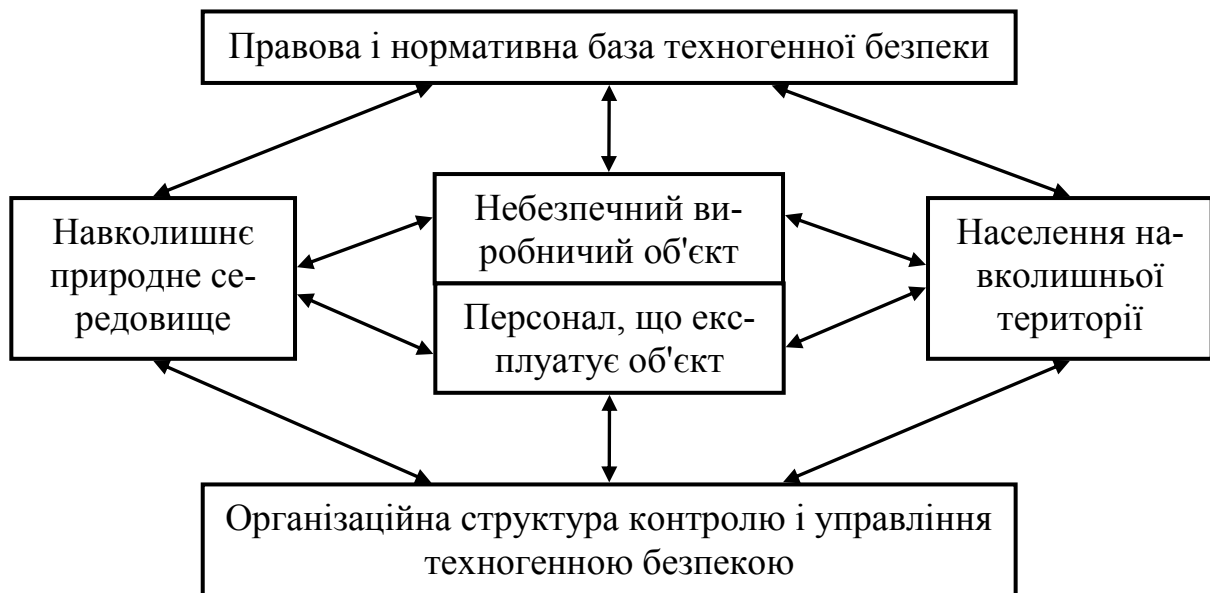 Правова і нормативна база техногенної безпеки
Навколишнє
природне се-
редовище
Небезпечний ви-
робничий об'єкт
Персонал, що екс-
плуатує об'єкт
Населення на-
вколишньої
території
Організаційна структура контролю і управління
техногенною безпекою